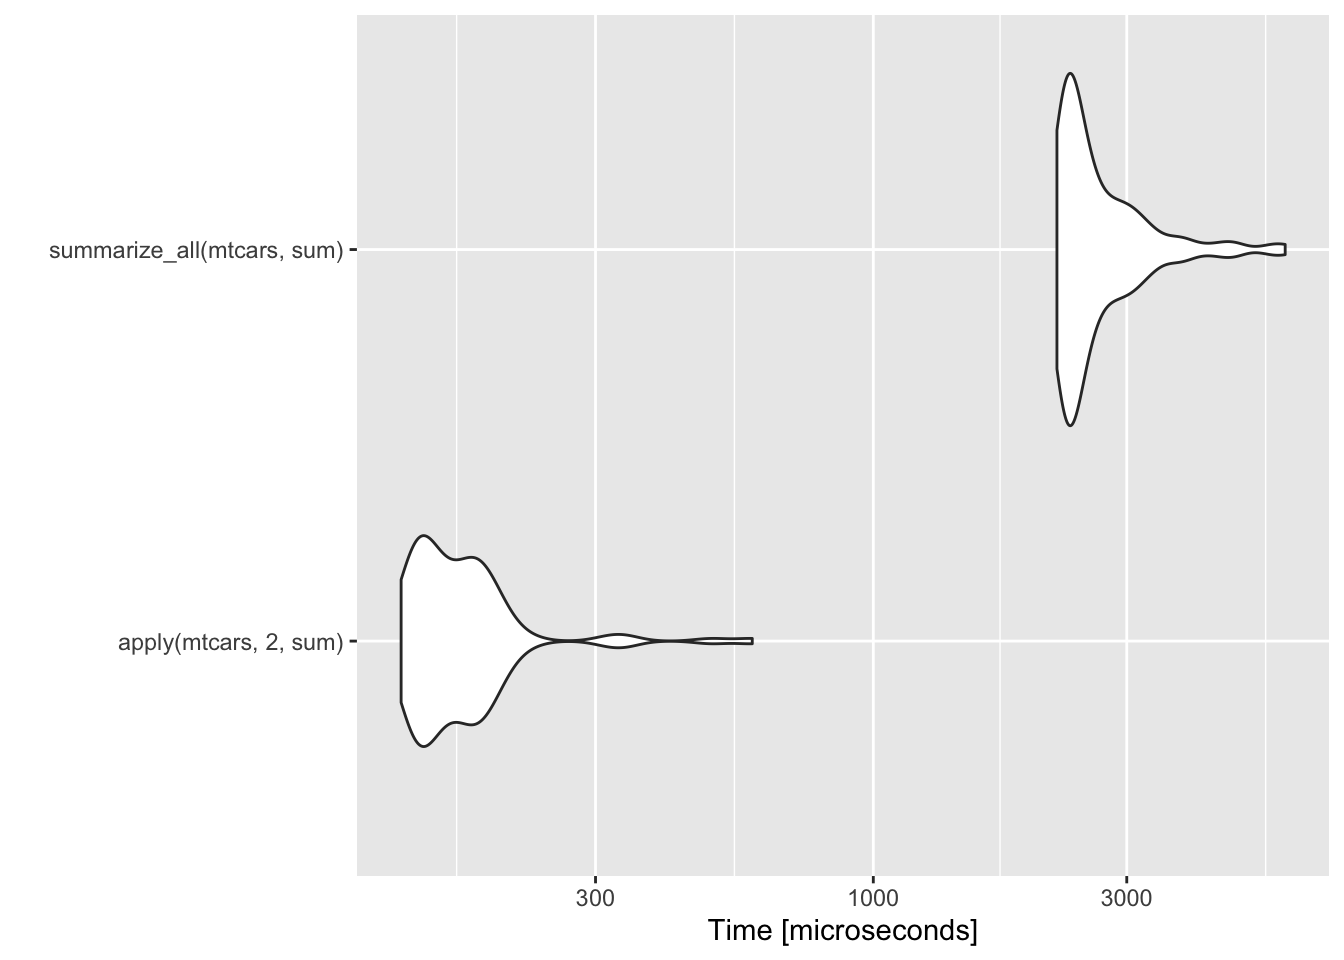 summarize_all(mtcars, sum)
apply(mtcars, 2, sum)
300 1000 3000
Time [microseconds]